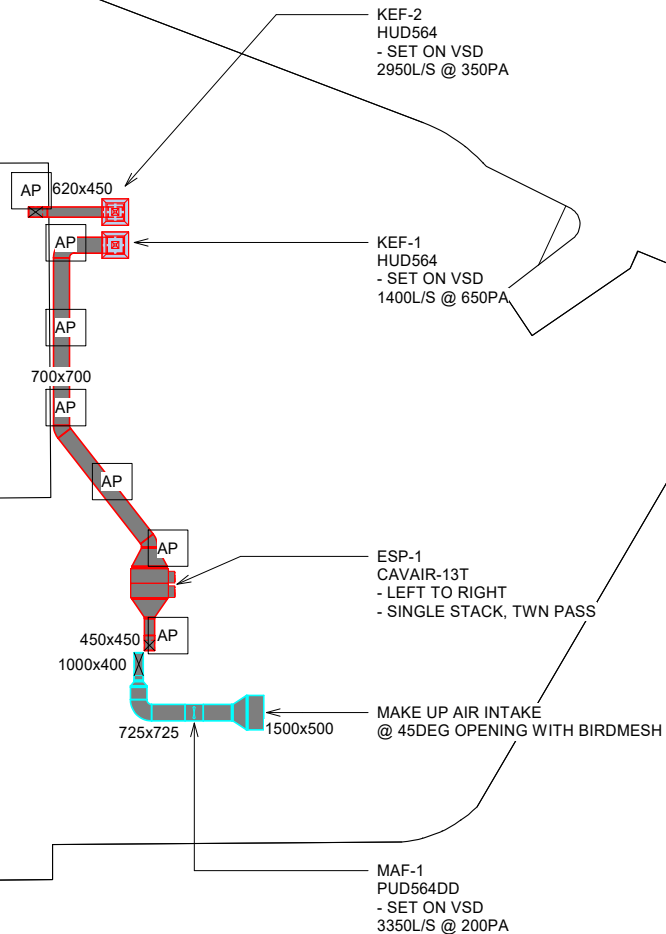 KEF-2
HUD564
- SET ON VSD
2950L/S @ 350PA
AP
620x450
AP
KEF-1
HUD564
- SET ON VSD
1400L/S @ 650PA
AP
700x700
AP
AP
AP
ESP-1
CAVAIR-13T
- LEFT TO RIGHT
- SINGLE STACK, TWN PASS
AP
450x450
1000x400
725x725
1500x500
MAKE UP AIR INTAKE
@ 45DEG OPENING WITH BIRDMESH
MAF-1
PUD564DD
- SET ON VSD
3350L/S @ 200PA